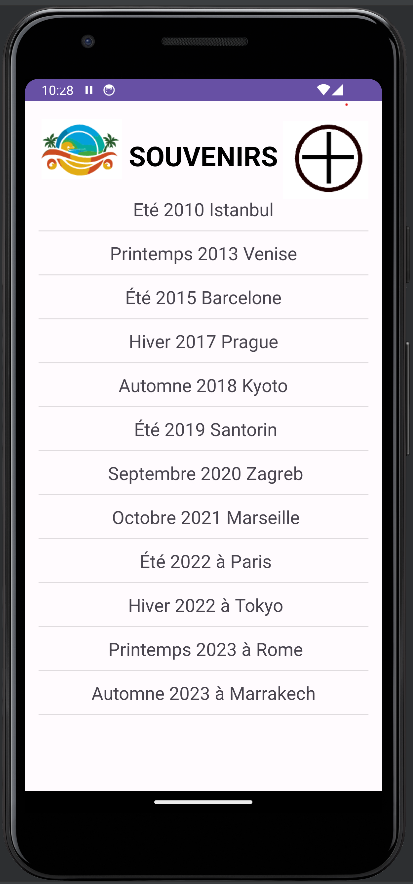 10:28
SOUVENIRS
Eté 2010 Istanbul
Printemps 2013 Venise
Été 2015 Barcelone
Hiver 2017 Prague
Automne 2018 Kyoto
Été 2019 Santorin
Septembre 2020 Zagreb
Octobre 2021 Marseille
Été 2022 à Paris
Hiver 2022 à Tokyo
Printemps 2023 à Rome
Automne 2023 à Marrakech